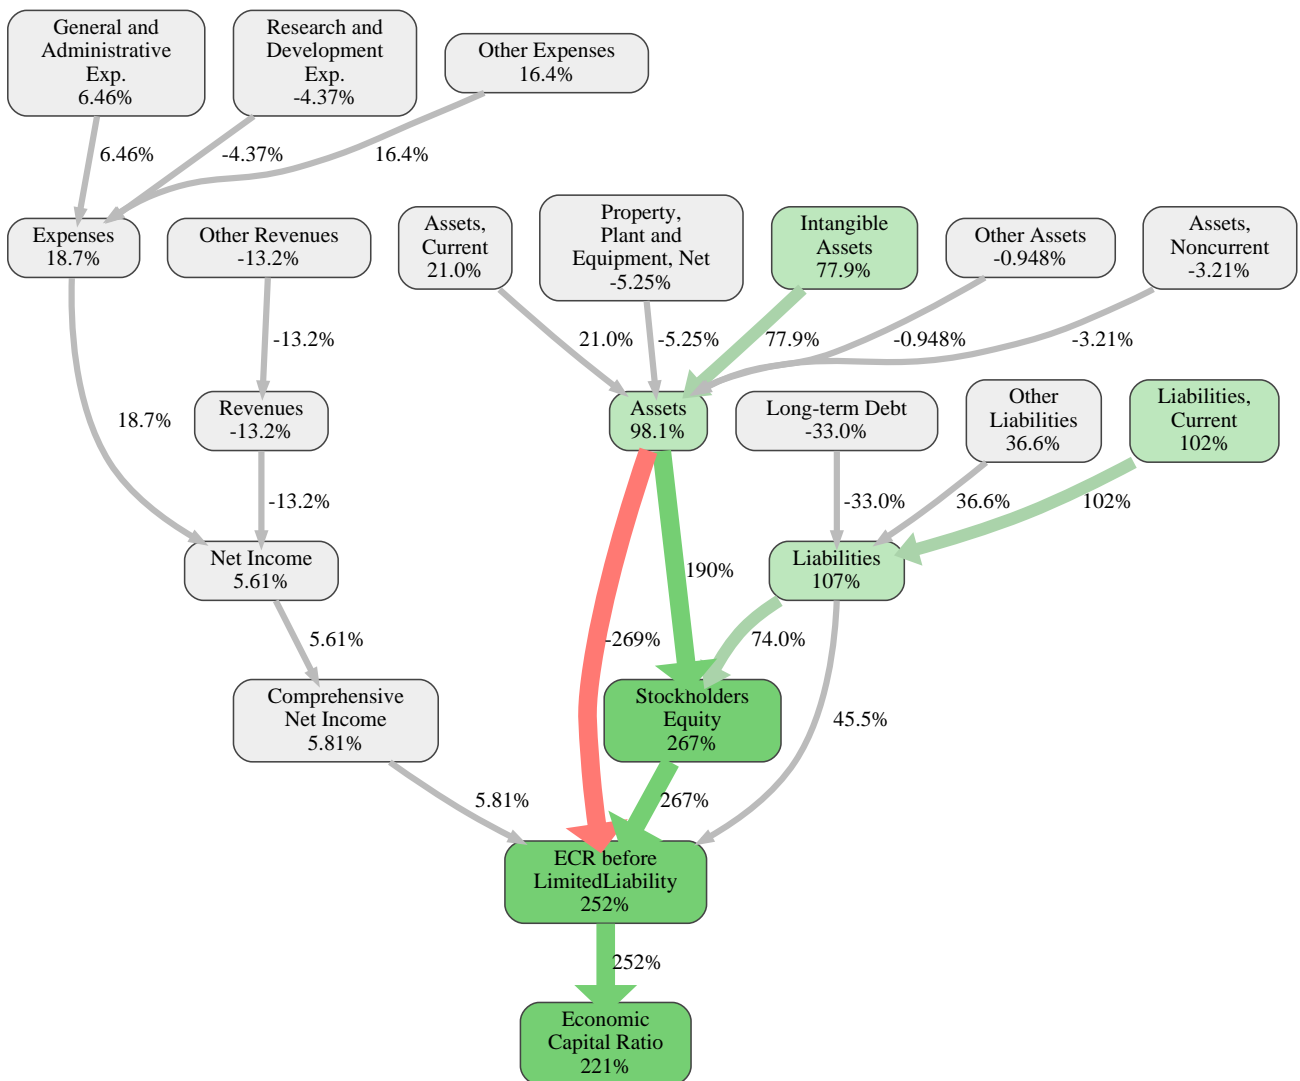 General and
Administrative
Exp.
6.46%
Research and
Development
Exp.
-4.37%
Other Expenses
16.4%
6.46%
-4.37%
16.4%
Expenses
18.7%
Other Revenues
-13.2%
Assets,
Current
21.0%
Property,
Plant and
Equipment, Net
-5.25%
Intangible
Assets
77.9%
Other Assets
-0.948%
Assets,
Noncurrent
-3.21%
-13.2%
21.0%
-5.25%
77.9%
-0.948%
-3.21%
18.7%
Revenues
-13.2%
Assets
98.1%
Long-term Debt
-33.0%
Other
Liabilities
36.6%
Liabilities,
Current
102%
-13.2%
-33.0%
36.6%
102%
Net Income
5.61%
190%
Liabilities
107%
5.61%
-269%
74.0%
Comprehensive
Net Income
5.81%
Stockholders
Equity
267%
45.5%
5.81%
267%
ECR before
LimitedLiability
252%
252%
Economic
Capital Ratio
221%